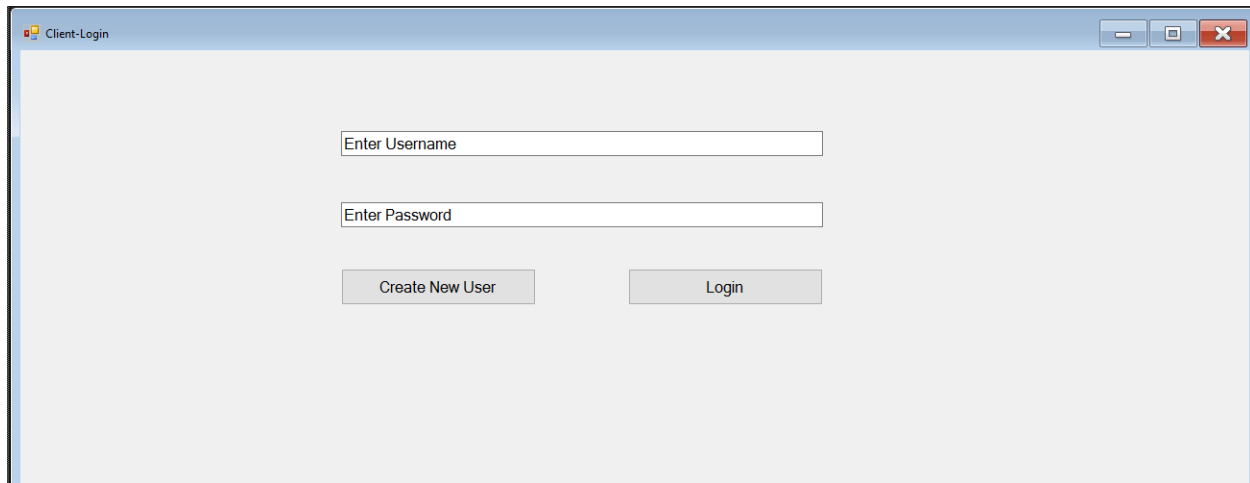 Client-Login
Enter Username
Enter Password
Create New User
Login